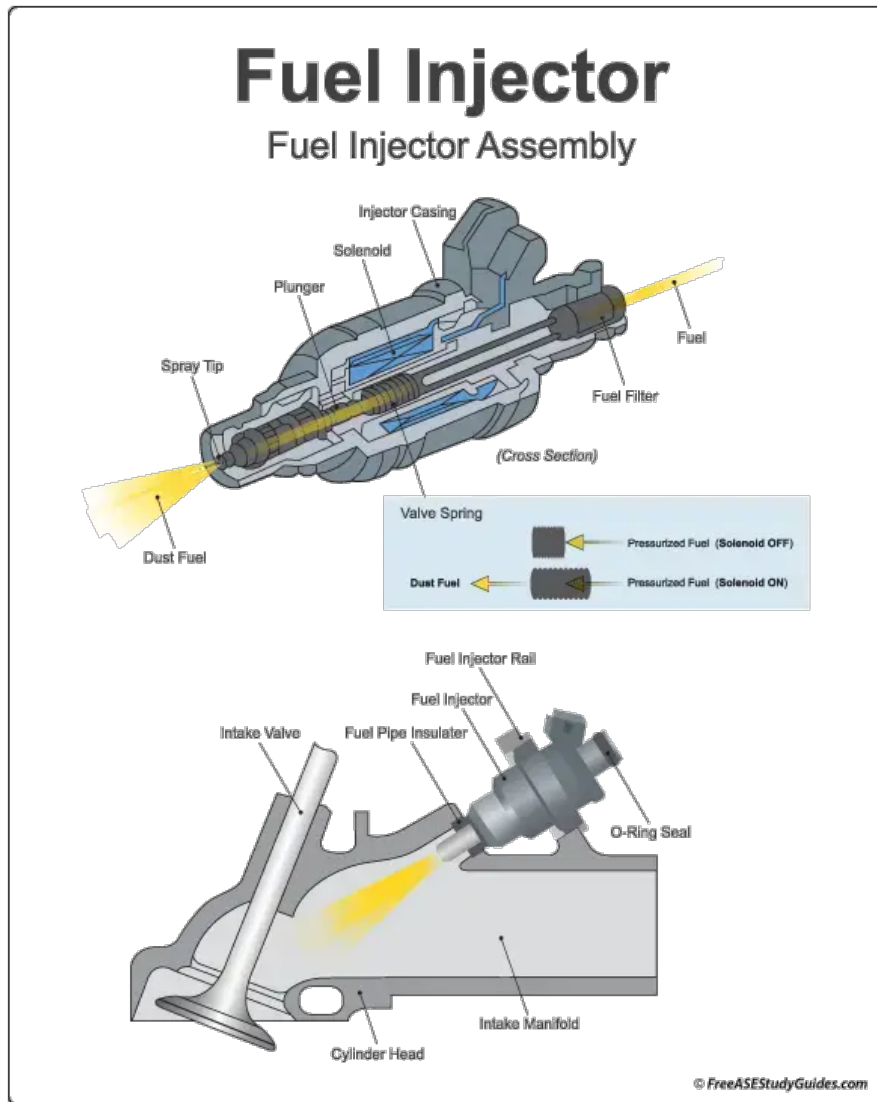 Fuel Injector
Fuel Injector Assembly
Injector Casing
Solenoid
Plunger
Spray Tip
Fuel
Fuel Filter
(Cross Section)
Dust Fuel
Valve Spring
Pressurized Fuel (Solenoid OFF)
Dust Fuel
Pressurized Fuel (Solenoid ON)
Fuel Injector Rail
Fuel Injector
Intake Valve
Fuel Pipe Insulater
O-Ring Seal
Intake Manifold
Cylinder Head
© FreeASEStudyGuides.com